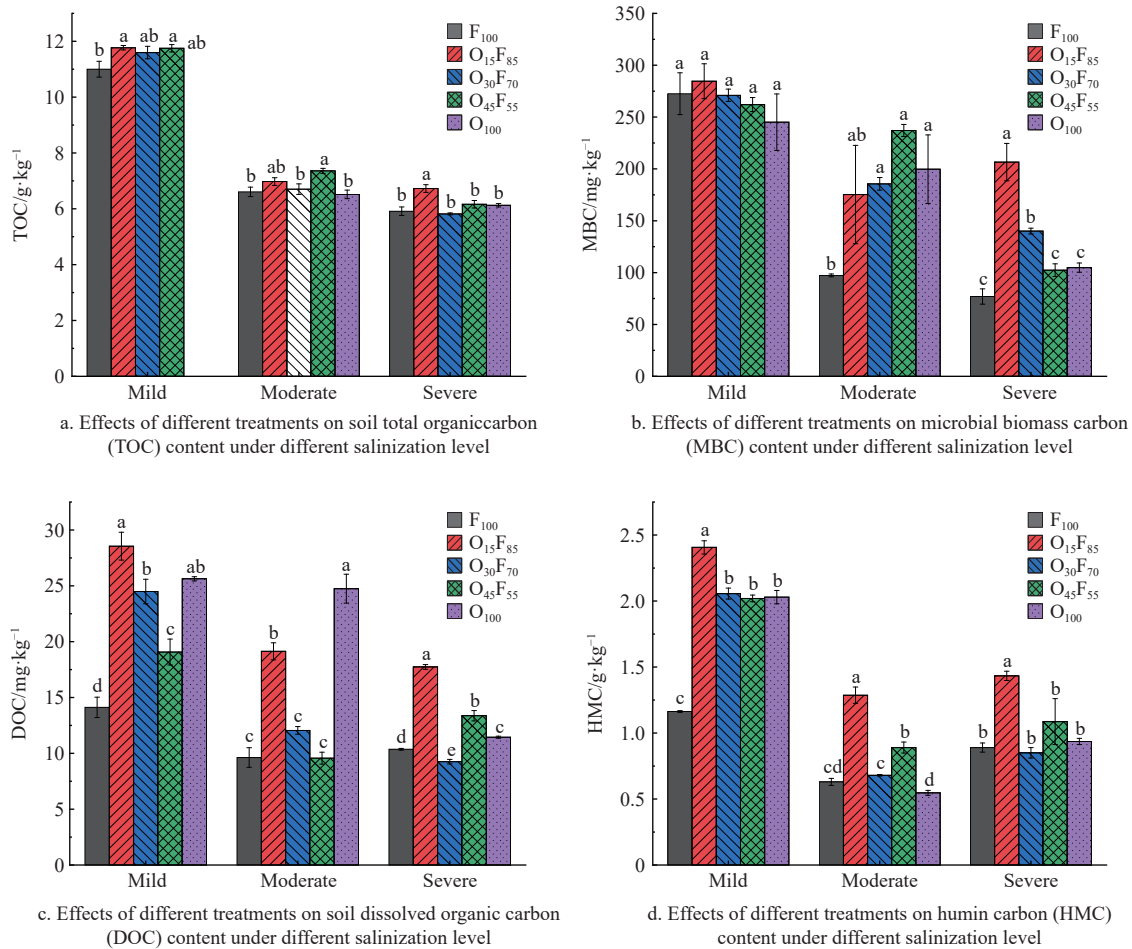 TOC/g·kg⁻¹
12
10
8
6
4
2
0
b
a
ab
a
ab
b
ab
b
a
b
b
a
b
b
b
F₁₀₀
O₁₅F₈₅
O₃₀F₇₀
O₄₅F₅₅
O₁₀₀
Mild Moderate Severe
a. Effects of different treatments on soil total organiccarbon
(TOC) content under different salinization level
MBC/mg·kg⁻¹
350
300
250
200
150
100
50
0
a
a
a
a
a
b
ab
a
a
a
c
a
b
c
c
F₁₀₀
O₁₅F₈₅
O₃₀F₇₀
O₄₅F₅₅
O₁₀₀
Mild Moderate Severe
b. Effects of different treatments on microbial biomass carbon
(MBC) content under different salinization level
DOC/mg·kg⁻¹
30
25
20
15
10
5
0
d
a
b
c
ab
c
b
c
c
a
d
a
e
b
c
F₁₀₀
O₁₅F₈₅
O₃₀F₇₀
O₄₅F₅₅
O₁₀₀
Mild Moderate Severe
c. Effects of different treatments on soil dissolved organic carbon
(DOC) content under different salinization level
HMC/g·kg⁻¹
2.5
2.0
1.5
1.0
0.5
0
c
a
b
b
b
cd
a
c
b
d
b
a
b
b
b
F₁₀₀
O₁₅F₈₅
O₃₀F₇₀
O₄₅F₅₅
O₁₀₀
Mild Moderate Severe
d. Effects of different treatments on humin carbon (HMC)
content under different salinization level